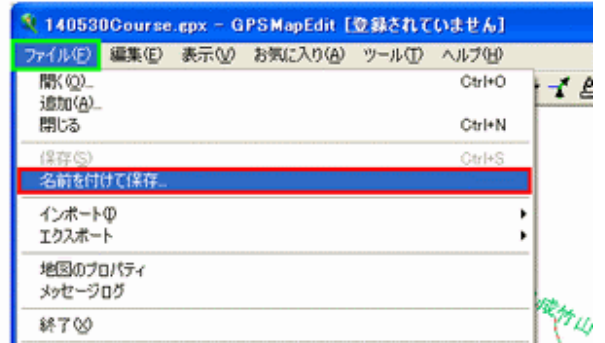 140530Course.gpx - GPSMapEdit [登録されていません]
ファイル(F) 編集(E) 表示(V) お気に入り(A) ツール(T) ヘルプ(H)
開く(O)... Ctrl+O
追加(A)...
閉じる Ctrl+N
保存(S) Ctrl+S
名前を付けて保存...
インポート(I)
エクスポート
地図のプロパティ
メッセージログ
終了(X)
成竹山